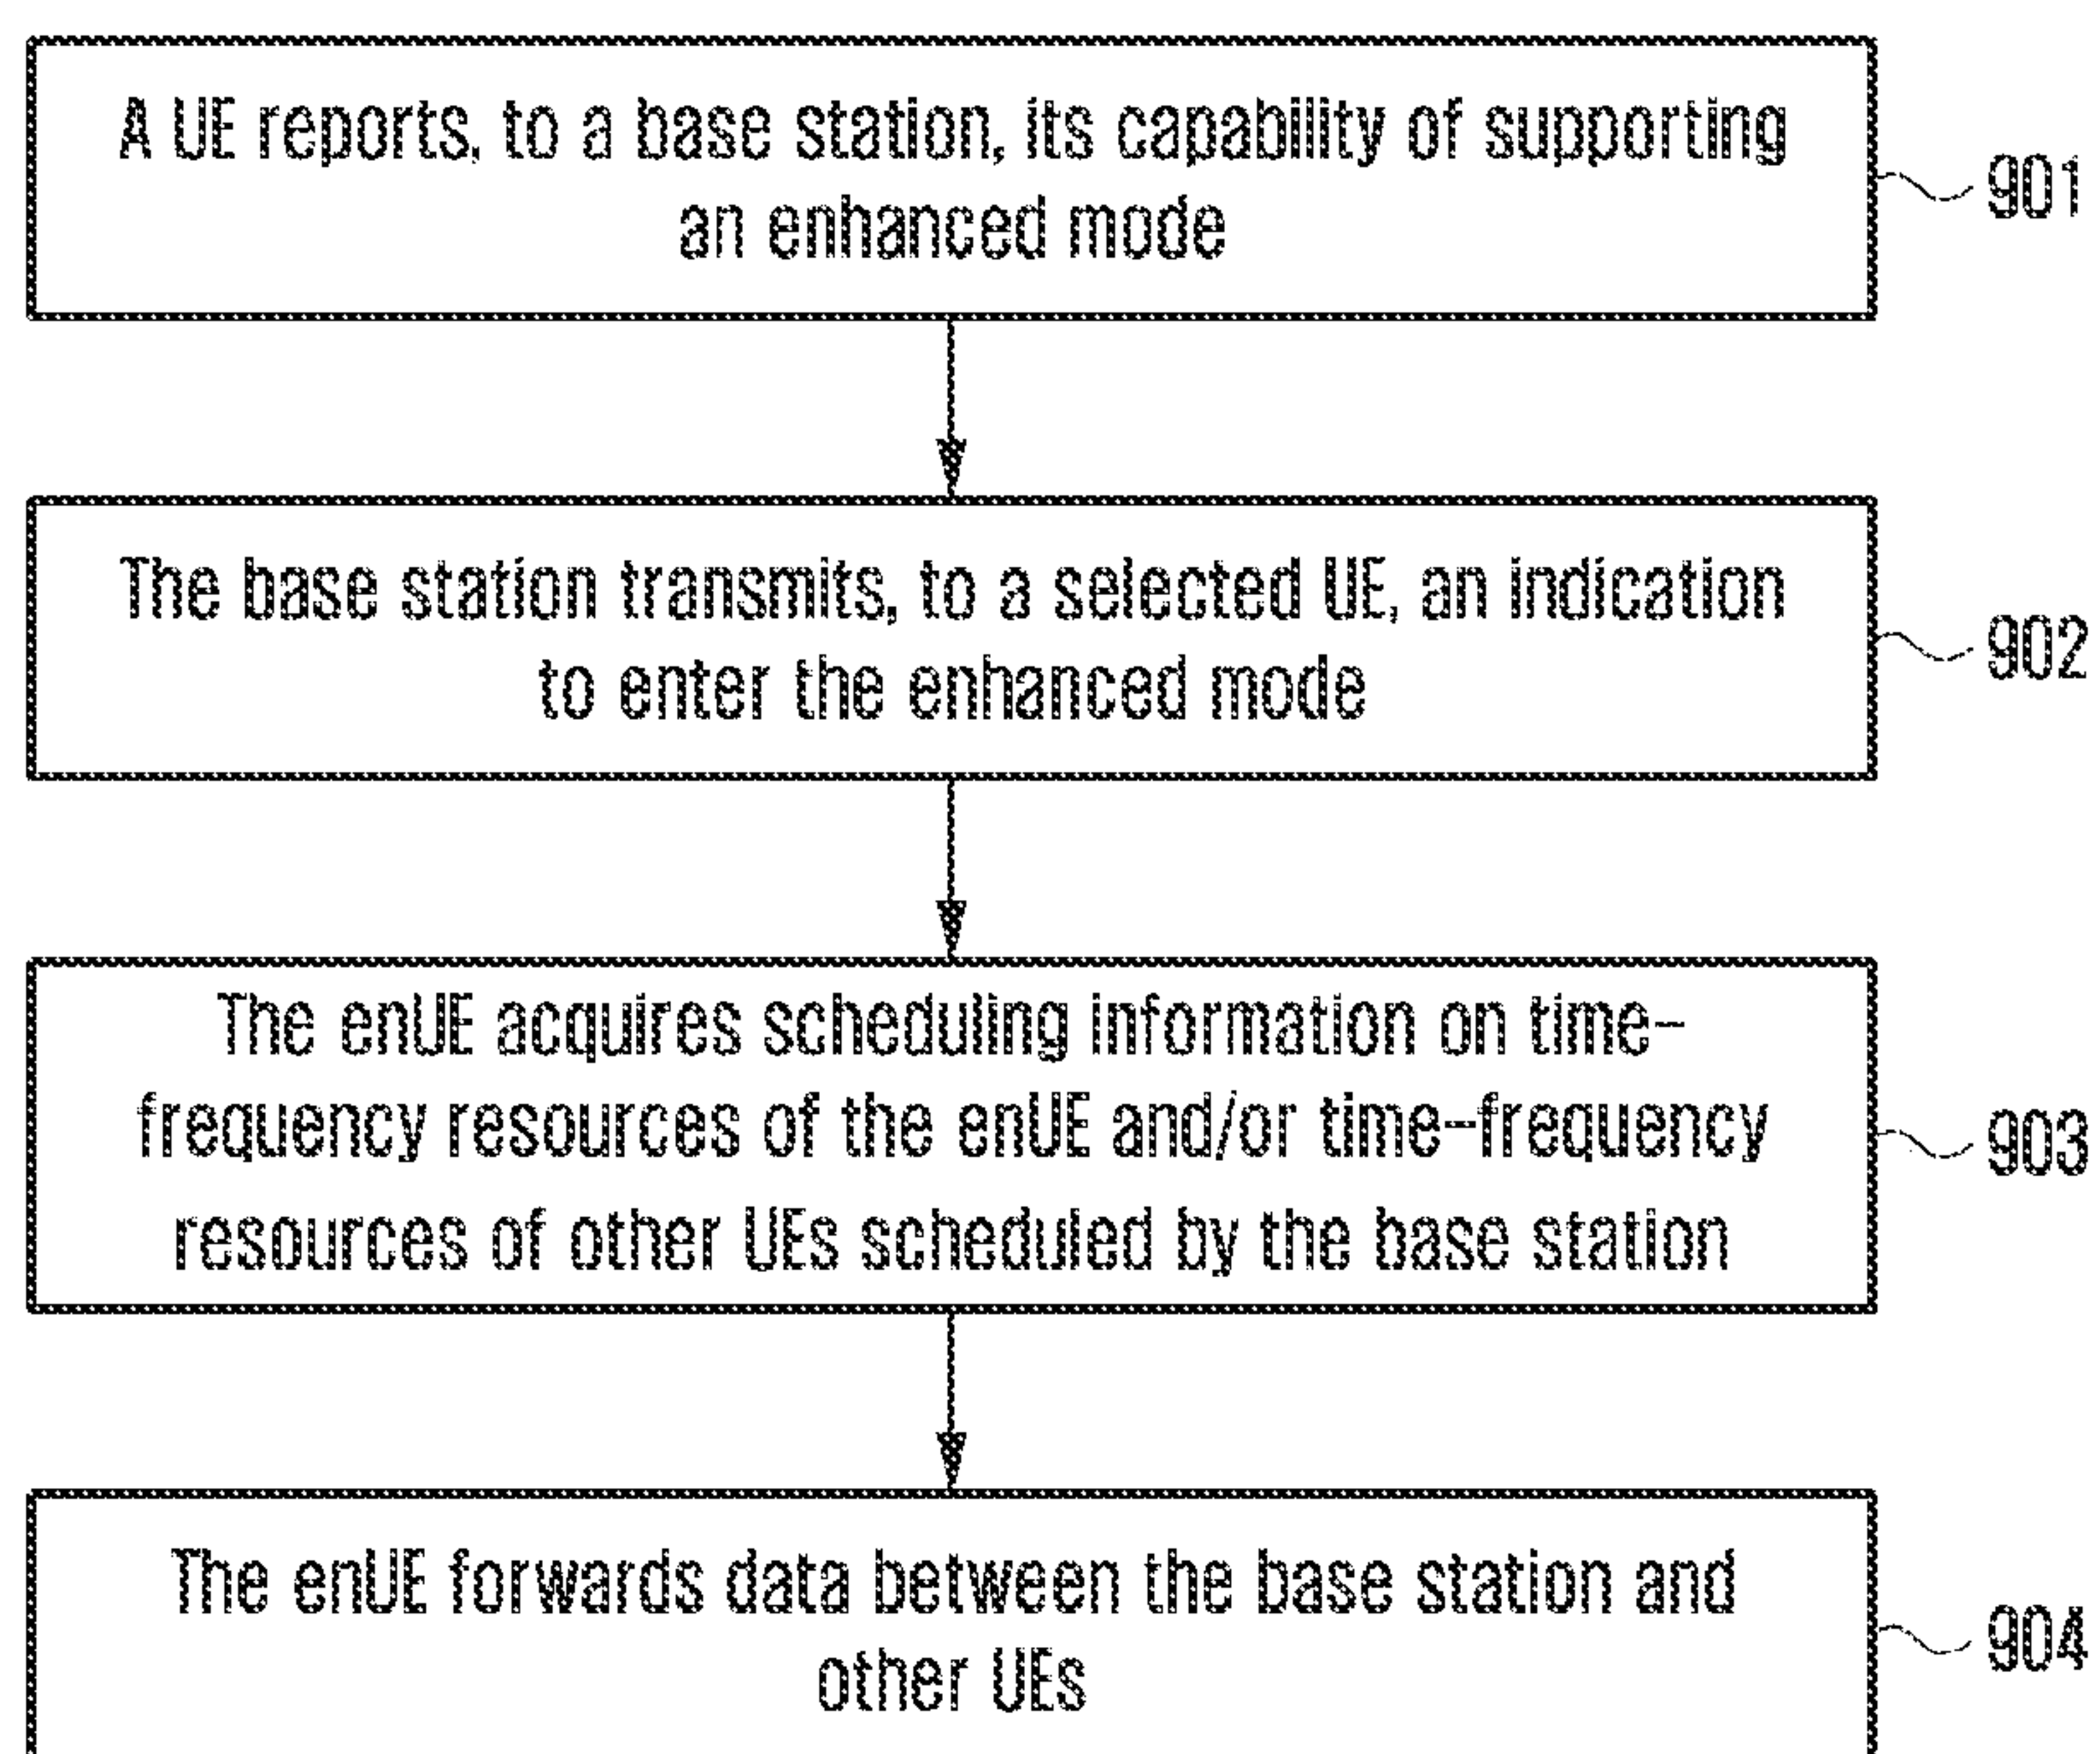 A UE reports, to a base station, its capability of supporting
an enhanced mode
901
The base station transmits, to a selected UE, an indication
to enter the enhanced mode
902
The enUE acquires scheduling information on time-
frequency resources of the enUE and/or time-frequency
resources of other UEs scheduled by the base station
903
The enUE forwards data between the base station and
other UEs
904